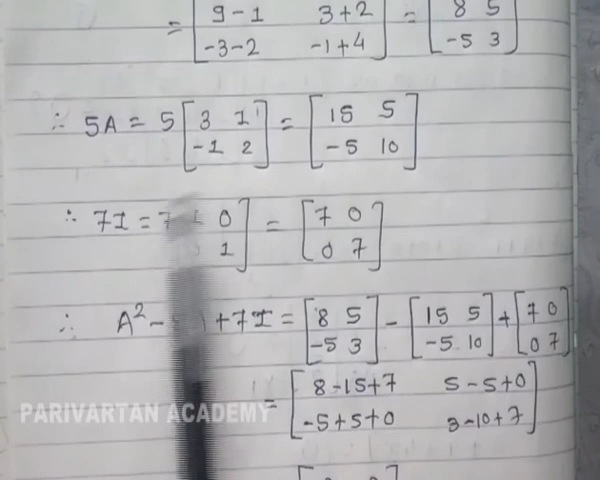 = [ 9-1 3+2 ] = [ 8 5 ]
[ -3-2 -1+4 ] [ -5 3 ]
∴ 5A = 5 [ 3 1 ] = [ 15 5 ]
[ -1 2 ] [ -5 10 ]
∴ 7I = 7 0 ] = [ 7 0 ]
1 ] [ 0 7 ]
∴ A² - +7I = [ 8 5 ] - [ 15 5 ] + [ 7 0 ]
[ -5 3 ] [ -5 10 ] [ 0 7 ]
= [ 8-15+7 5-5+0 ]
[ -5+5+0 3-10+7 ]
PARIVARTAN ACADEMY